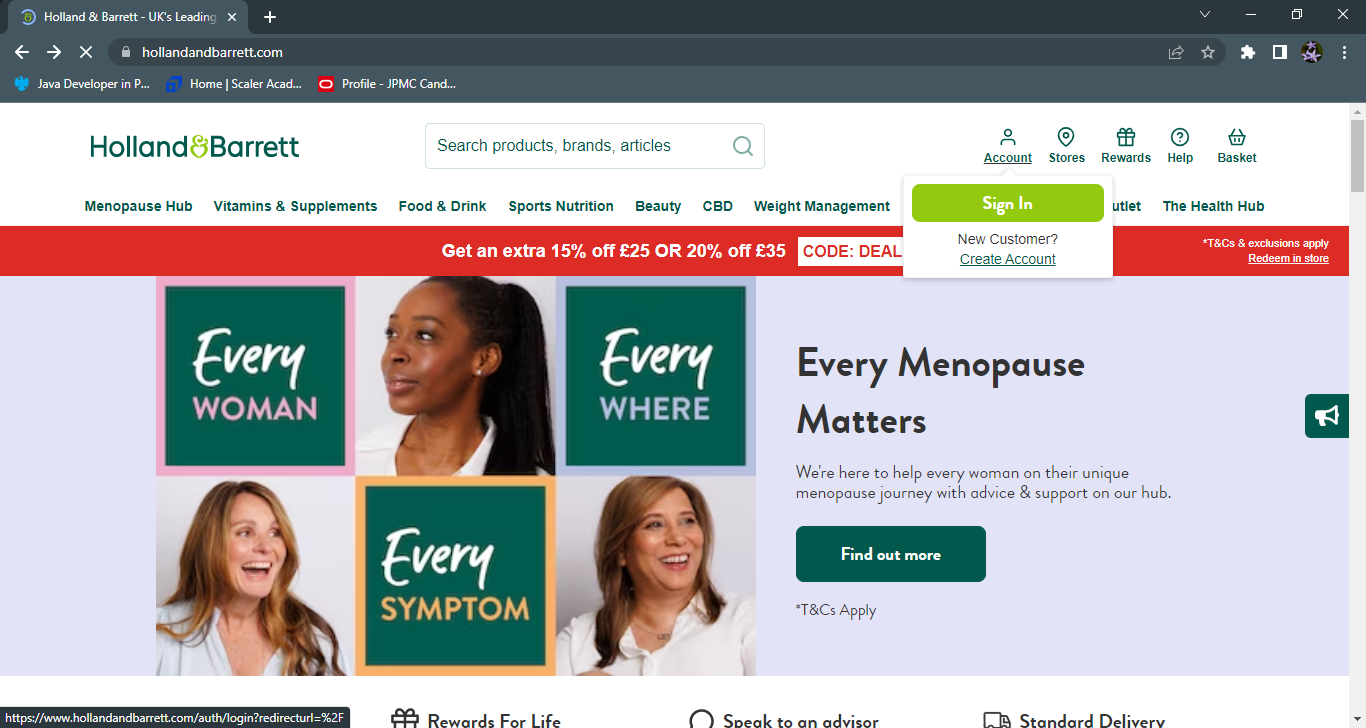 Holland & Barrett - UK's Leading
hollandandbarrett.com
Java Developer in P...
Home | Scaler Acad...
Profile - JPMC Cand...
Holland&Barrett
Search products, brands, articles
Account
Stores
Rewards
Help
Basket
Menopause Hub
Vitamins & Supplements
Food & Drink
Sports Nutrition
Beauty
CBD
Weight Management
utlet
The Health Hub
Sign In
New Customer?
Create Account
Get an extra 15% off £25 OR 20% off £35
CODE: DEAL
*T&Cs & exclusions apply
Redeem in store
Every
WOMAN
Every
WHERE
Every
SYMPTOM
Every Menopause
Matters
We're here to help every woman on their unique
menopause journey with advice & support on our hub.
Find out more
*T&Cs Apply
Rewards For Life
Speak to an advisor
Standard Delivery
https://www.hollandandbarrett.com/auth/login?redirecturl=%2F